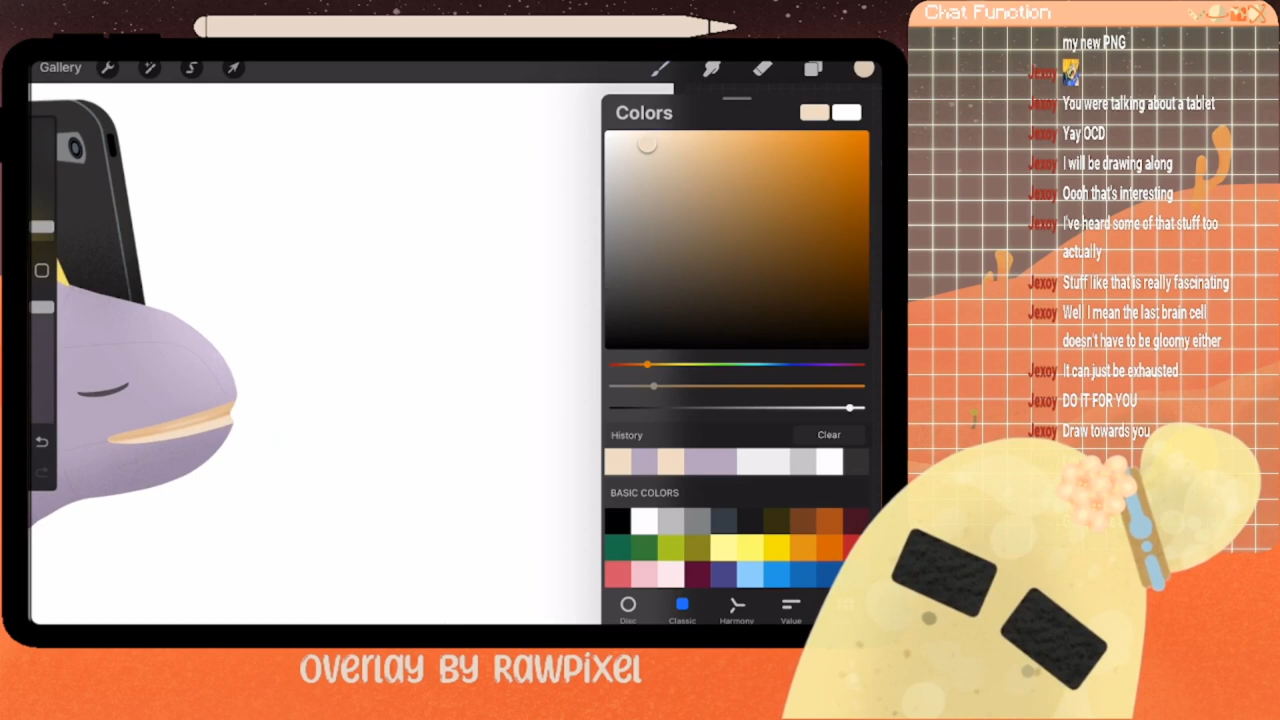 Chat Function
Gallery
my new PNG
Jexoy
Jexoy You were talking about a tablet
Jexoy Yay OCD
Jexoy I will be drawing along
Jexoy Oooh that's interesting
Jexoy I've heard some of that stuff too
actually
Jexoy Stuff like that is really fascinating
Jexoy Well, I mean the last brain cell
doesn't have to be gloomy either
Jexoy It can just be exhausted
Jexoy DO IT FOR YOU
Jexoy Draw towards you
Colors
History
Clear
BASIC COLORS
Disc
Classic
Harmony
Value
OVERLAY BY RAWPIXEL